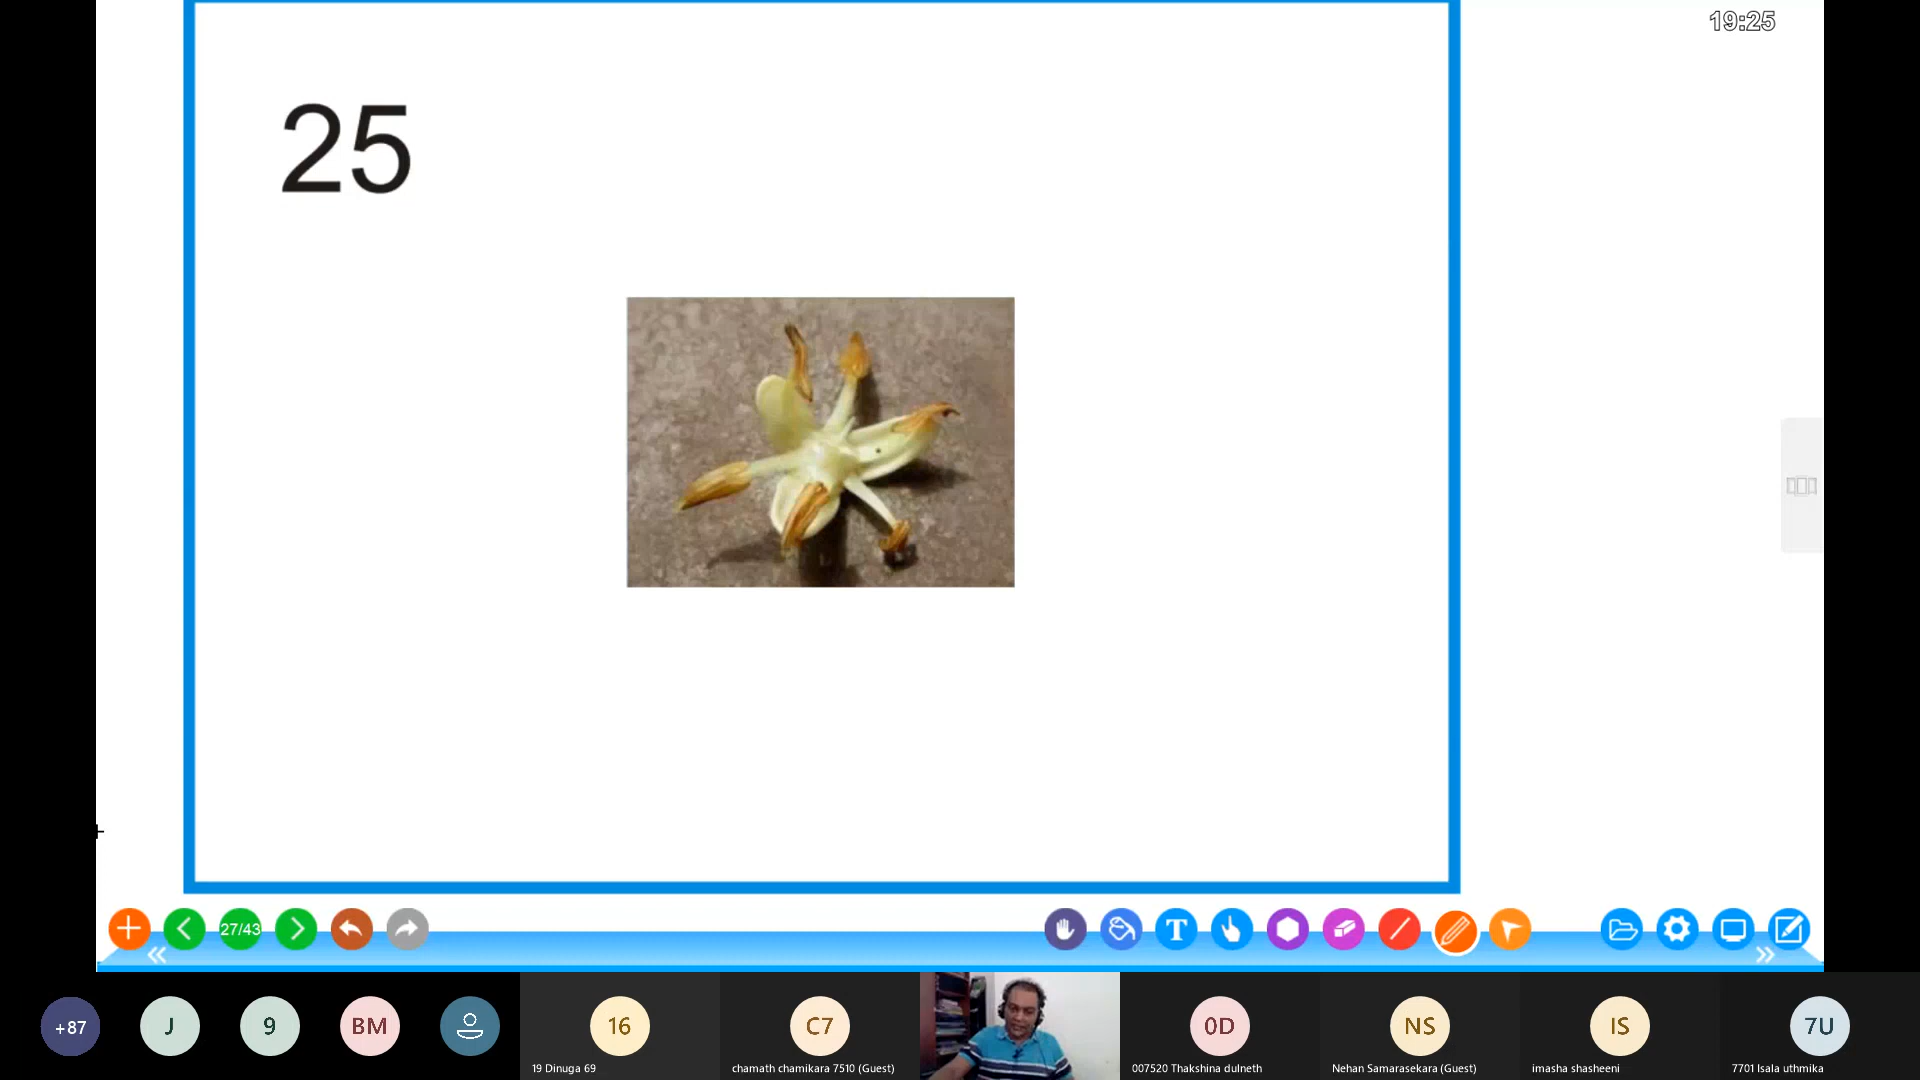 19:25
25
27/43
T
+87
J
9
BM
16
19 Dinuga 69
C7
chamath chamikara 7510 (Guest)
0D
007520 Thakshina dulneth
NS
Nehan Samarasekara (Guest)
IS
imasha shasheeni
7U
7701 Isala uthmika